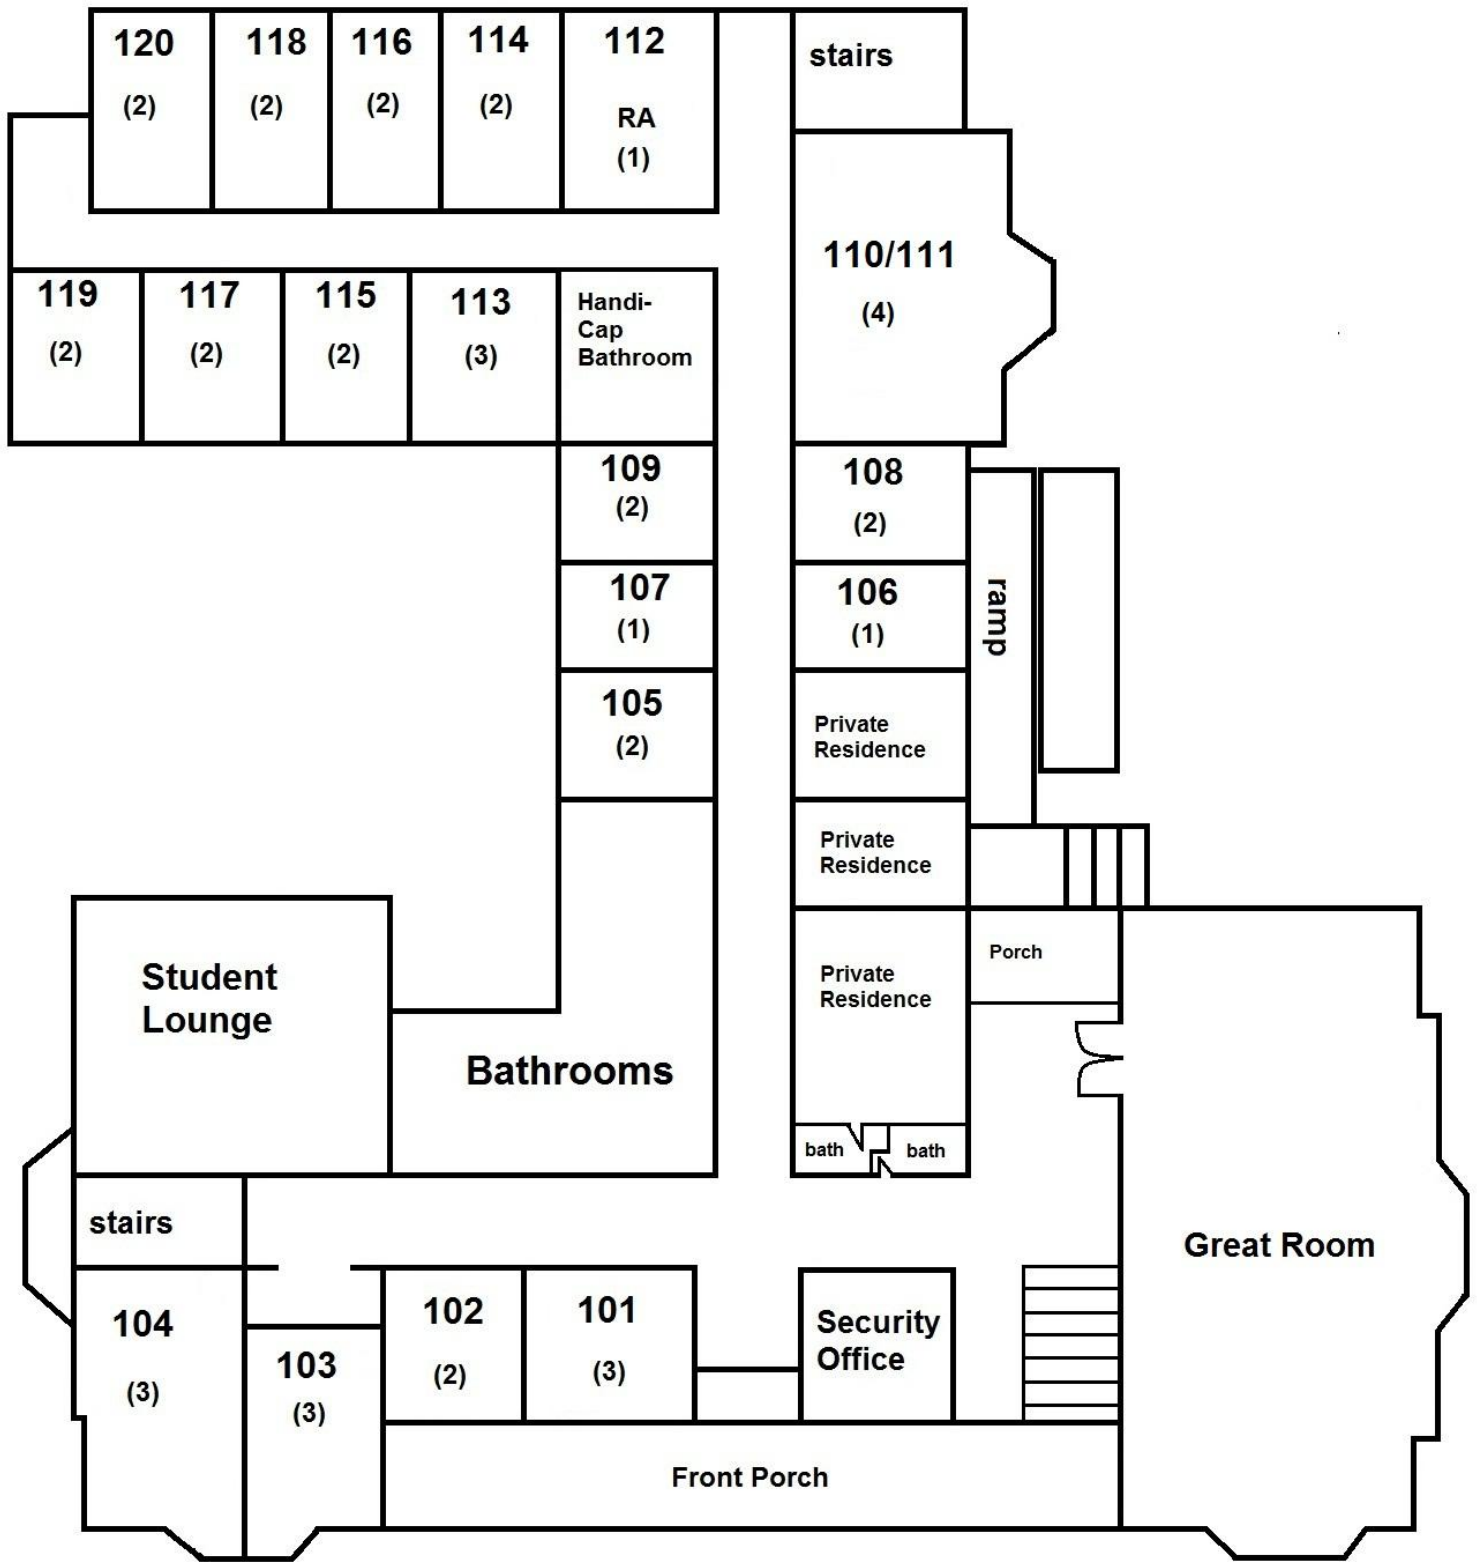 120
(2)
118
(2)
116
(2)
114
(2)
112
RA
(1)
stairs
110/111
(4)
119
(2)
117
(2)
115
(2)
113
(3)
Handi-
Cap
Bathroom
109
(2)
108
(2)
107
(1)
106
(1)
ramp
105
(2)
Private
Residence
Private
Residence
Student
Lounge
Bathrooms
Private
Residence
Porch
bath
bath
stairs
Great Room
104
(3)
103
(3)
102
(2)
101
(3)
Security
Office
Front Porch